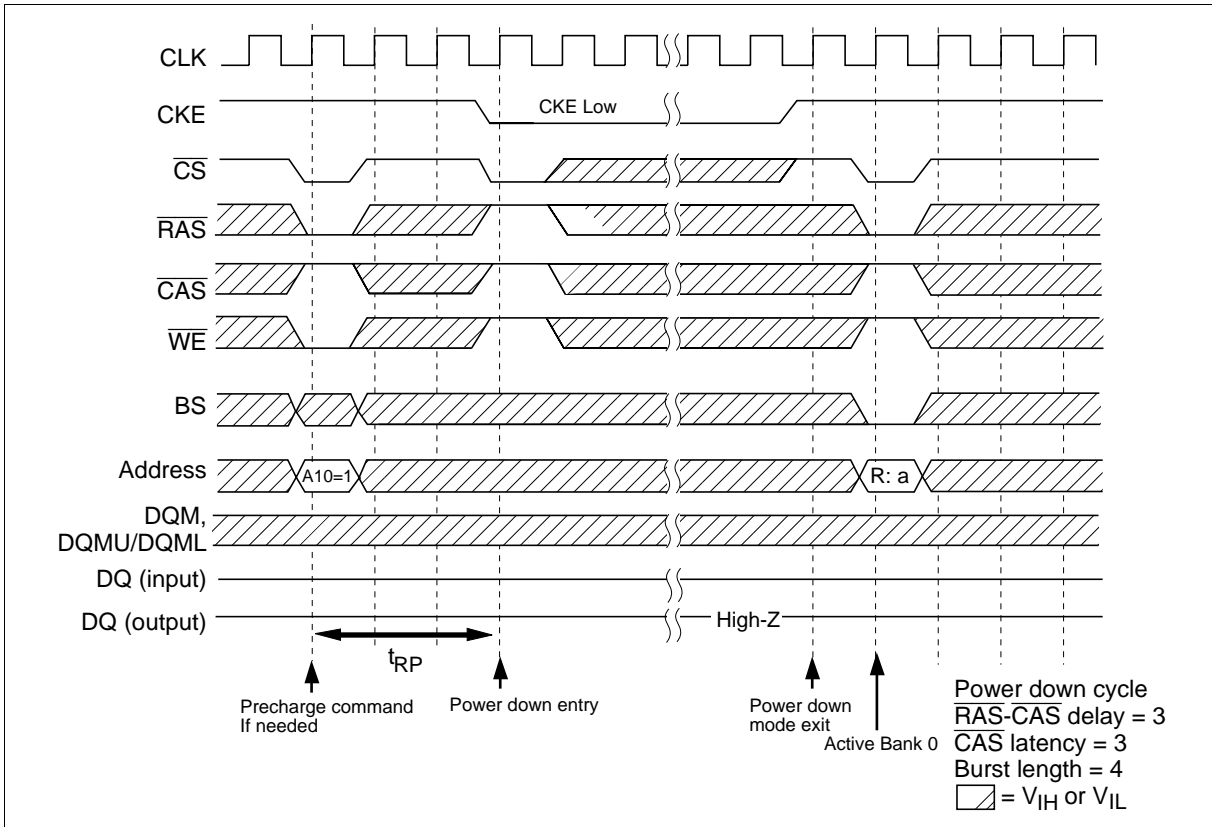 CLK
CKE
CKE Low
CS
RAS
CAS
WE
BS
Address
A10=1
R: a
DQM,
DQMU/DQML
DQ (input)
DQ (output)
High-Z
tRP
Precharge command
If needed
Power down entry
Power down
mode exit
Active Bank 0
Power down cycle
RAS-CAS delay = 3
CAS latency = 3
Burst length = 4
= VIH or VIL